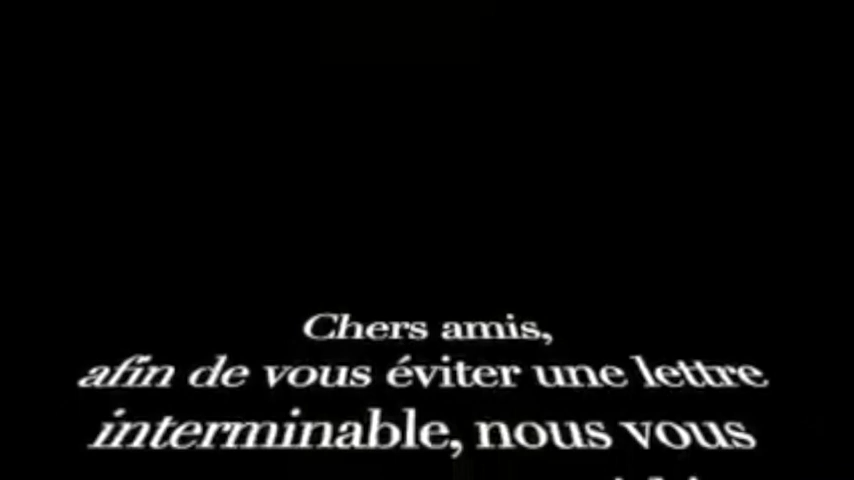 Chers amis,
afin de vous éviter une lettre
interminable, nous vous